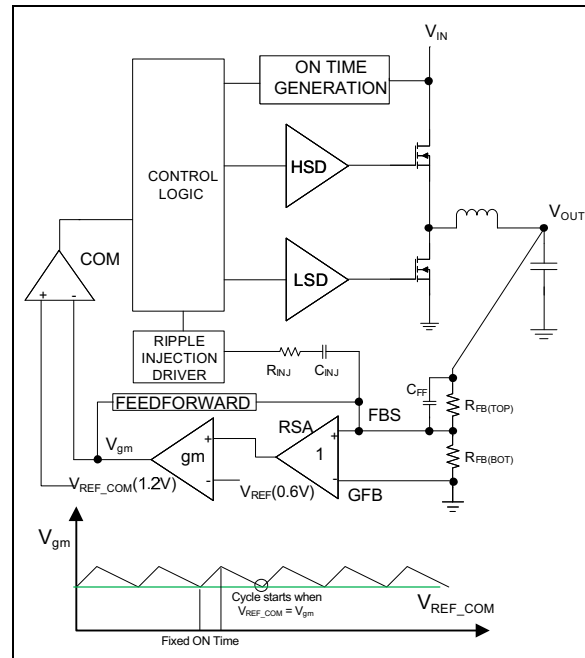 V_IN
ON TIME
GENERATION
CONTROL
LOGIC
HSD
V_OUT
COM
LSD
+
-
RIPPLE
INJECTION
DRIVER
R_INJ
C_INJ
C_FF
R_FB(TOP)
FEEDFORWARD
FBS
RSA
V_gm
+
+
gm
1
R_FB(BOT)
-
-
V_REF_COM(1.2V)
V_REF(0.6V)
GFB
V_gm
Cycle starts when
V_REF_COM = V_gm
V_REF_COM
Fixed ON Time